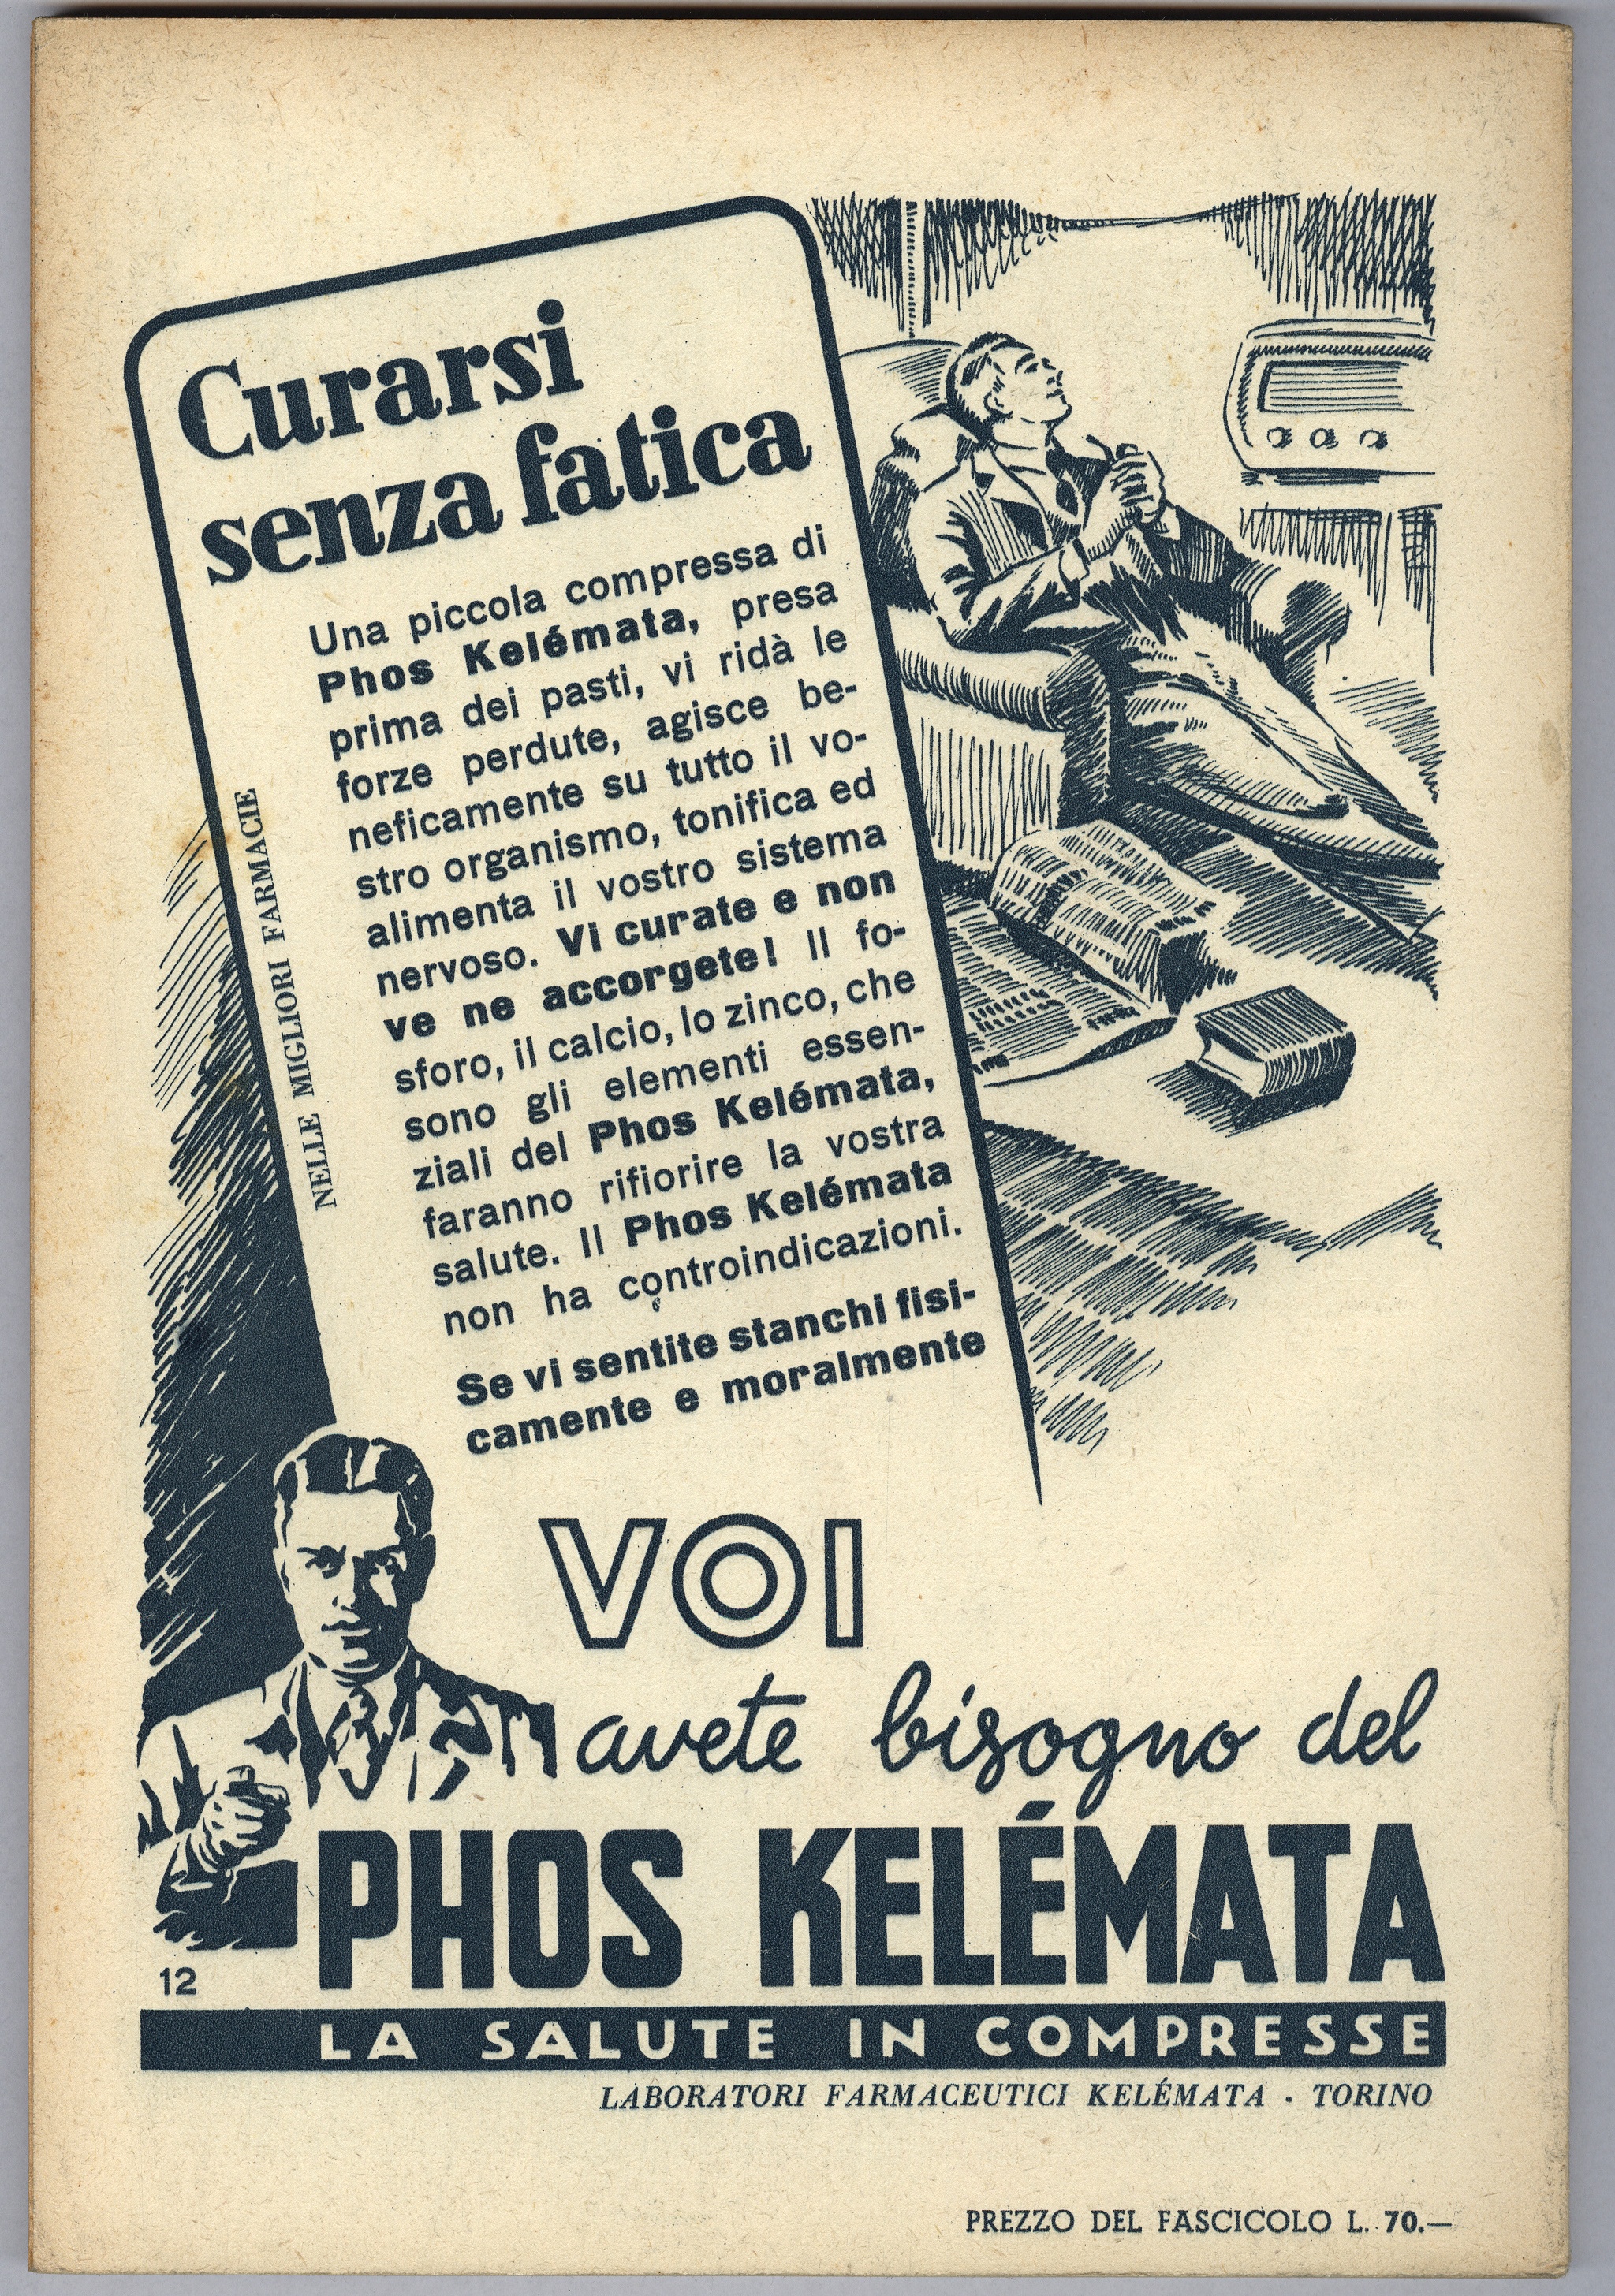 Curarsi
senza fatica
Una piccola compressa di
Phos Kelémata, presa
prima dei pasti, vi ridà le
forze perdute, agisce be-
neficamente su tutto il vo-
stro organismo, tonifica ed
alimenta il vostro sistema
nervoso. Vi curate e non
ve ne accorgete! Il fo-
sforo, il calcio, lo zinco, che
sono gli elementi essen-
ziali del Phos Kelémata,
faranno rifiorire la vostra
salute. Il Phos Kelémata
non ha controindicazioni.
Se vi sentite stanchi fisi-
camente e moralmente
NELLE MIGLIORI FARMACIE
VOI
avete bisogno del
PHOS KELÉMATA
12
LA SALUTE IN COMPRESSE
LABORATORI FARMACEUTICI KELÉMATA - TORINO
PREZZO DEL FASCICOLO L. 70.—